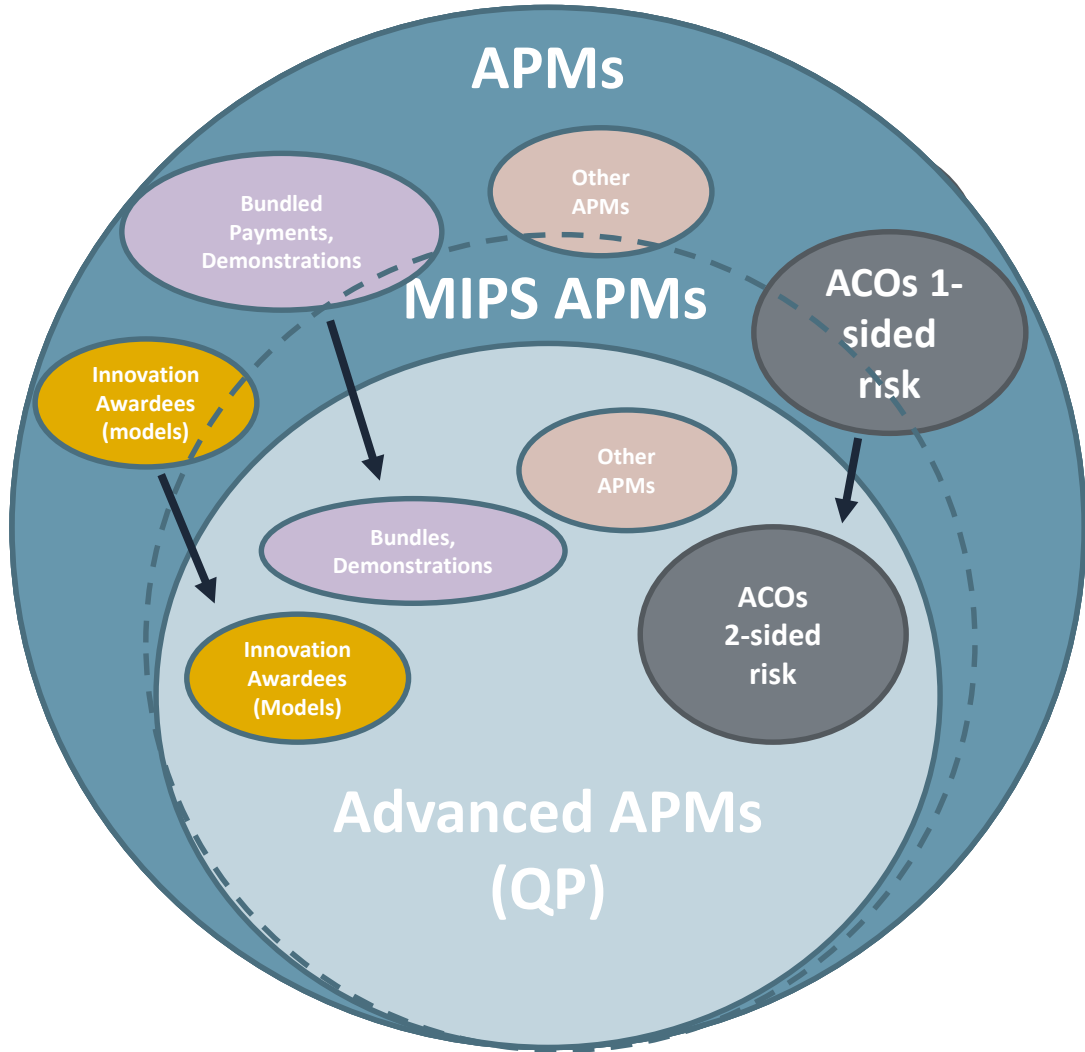 APMs
Other
APMs
Bundled
Payments,
Demonstrations
MIPS APMs
ACOs 1-
sided
risk
Innovation
Awardees
(models)
Other
APMs
Bundles,
Demonstrations
ACOs
2-sided
risk
Innovation
Awardees
(Models)
Advanced APMs
(QP)